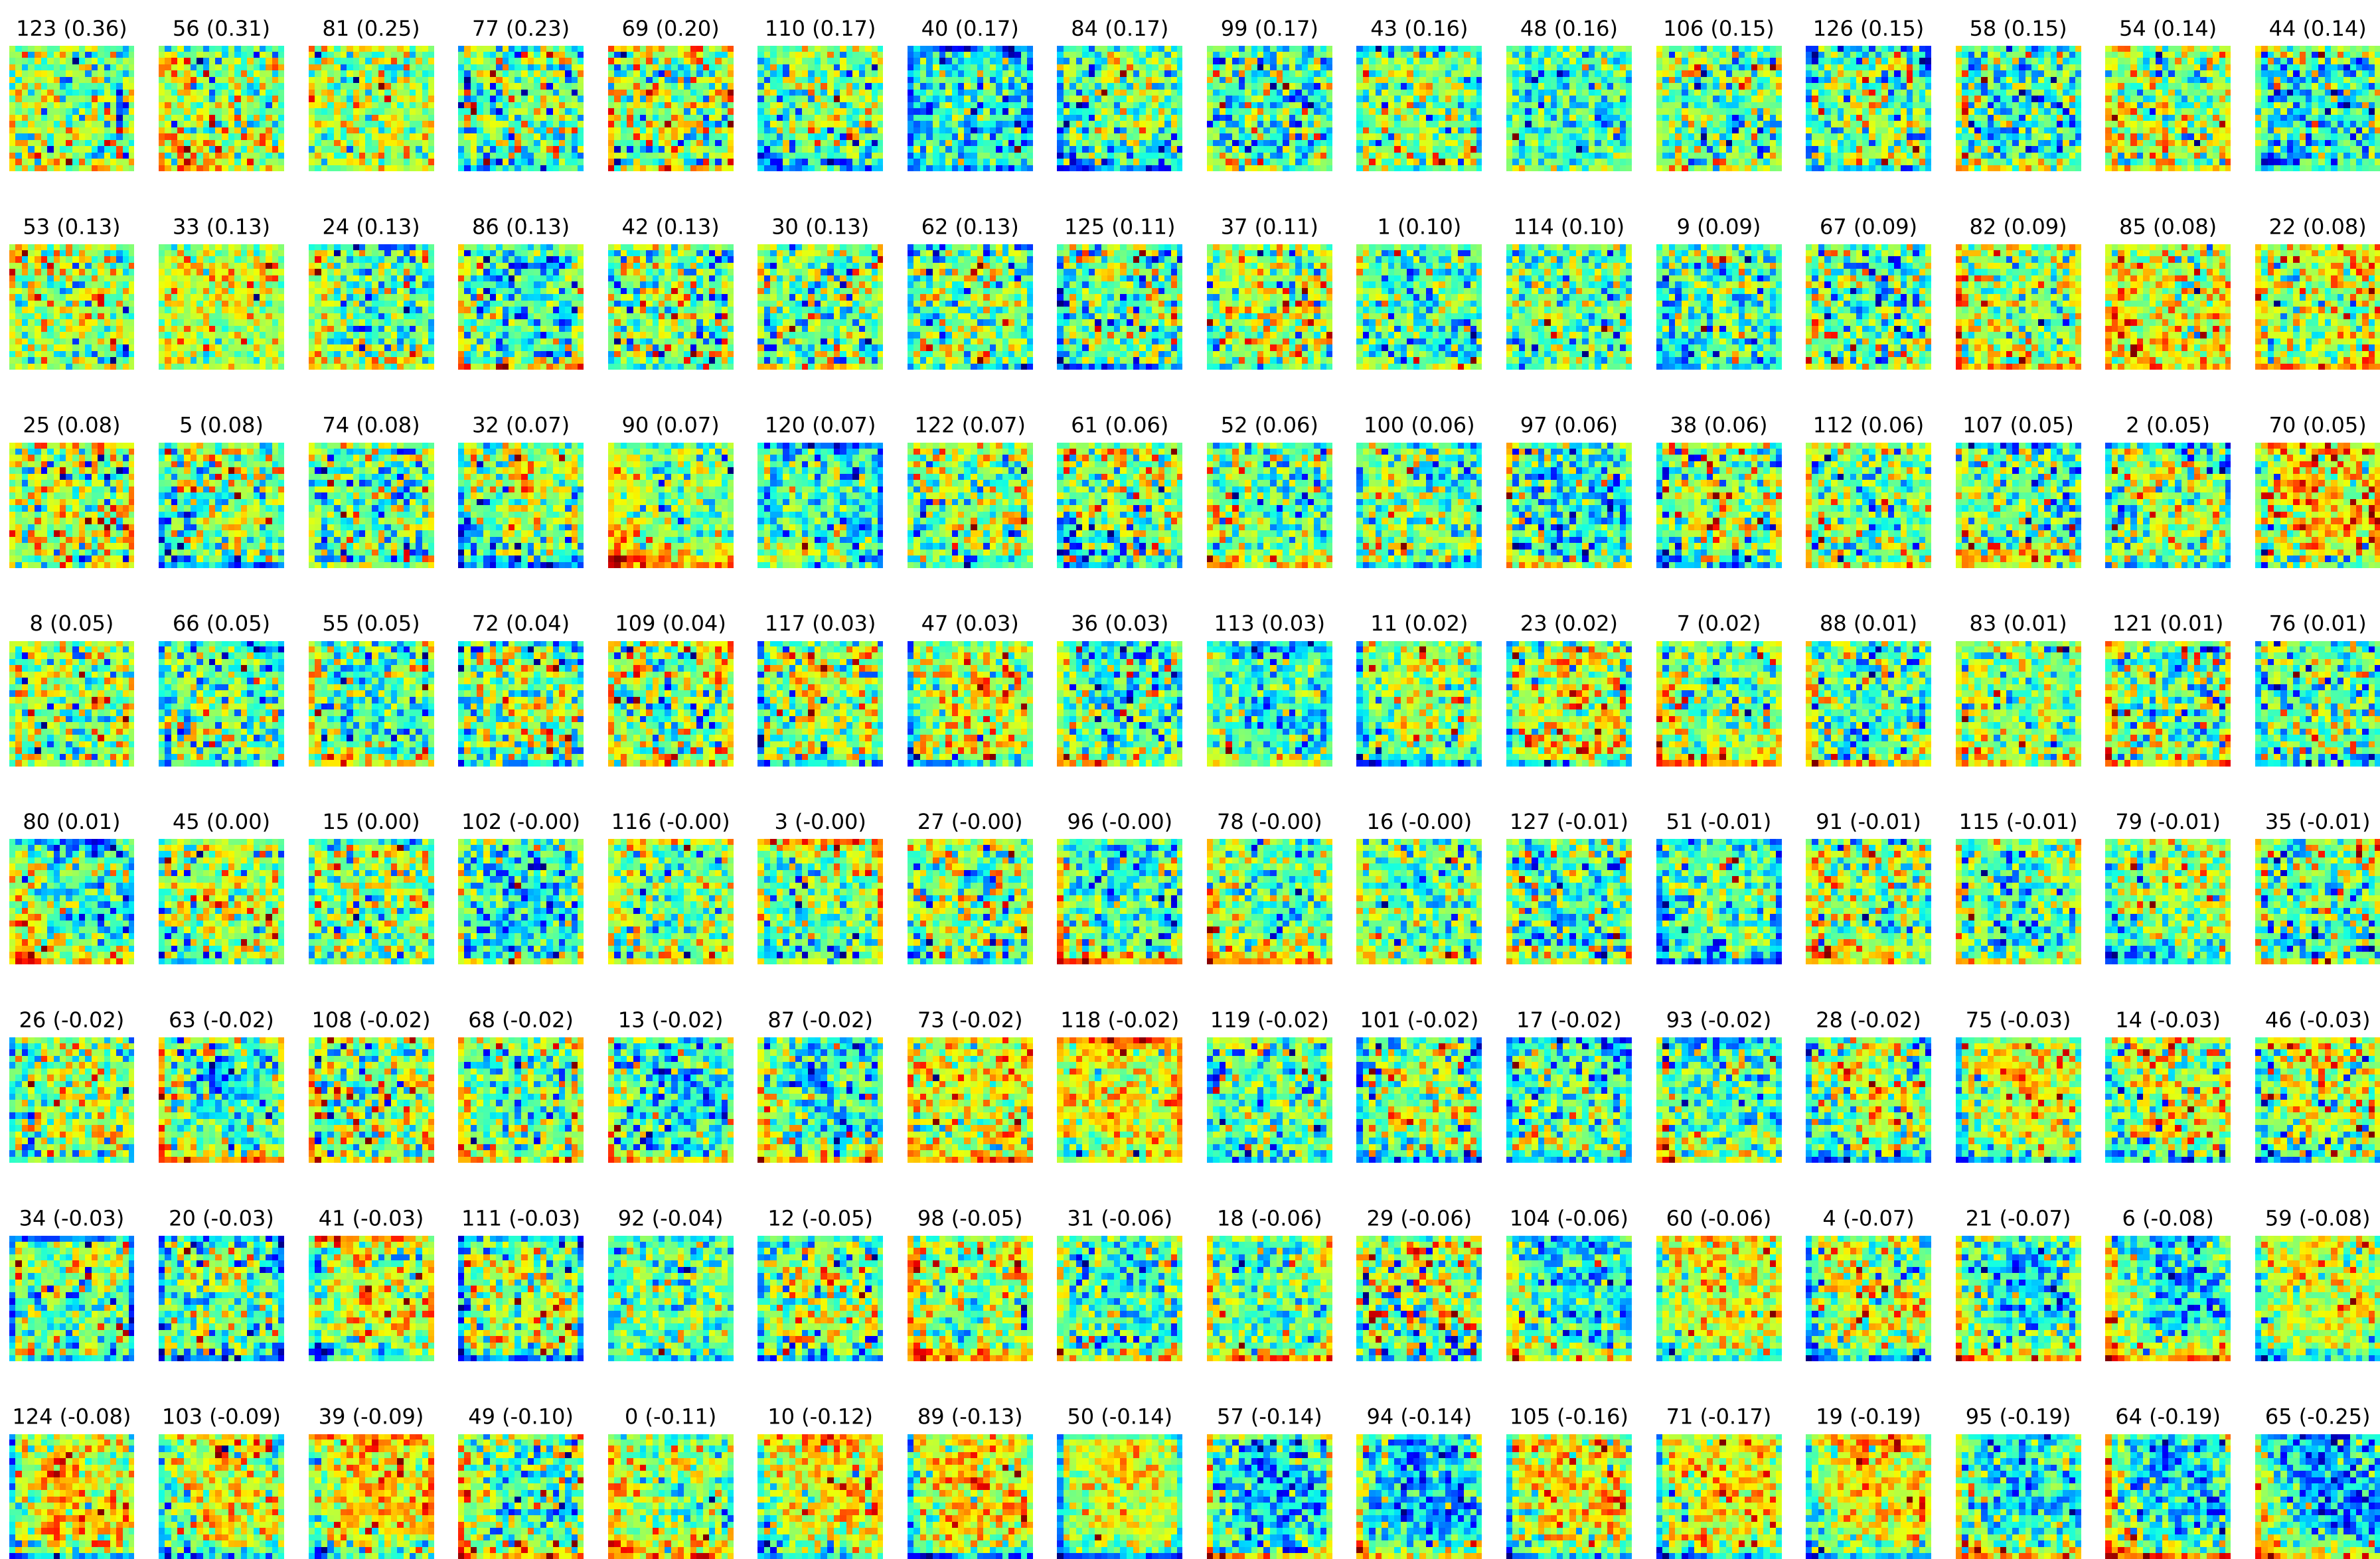 123 (0.36) 56 (0.31) 81 (0.25) 77 (0.23) 69 (0.20) 110 (0.17) 40 (0.17) 84 (0.17) 99 (0.17) 43 (0.16) 48 (0.16) 106 (0.15) 126 (0.15) 58 (0.15) 54 (0.14) 44 (0.14)
53 (0.13) 33 (0.13) 24 (0.13) 86 (0.13) 42 (0.13) 30 (0.13) 62 (0.13) 125 (0.11) 37 (0.11) 1 (0.10) 114 (0.10) 9 (0.09) 67 (0.09) 82 (0.09) 85 (0.08) 22 (0.08)
25 (0.08) 5 (0.08) 74 (0.08) 32 (0.07) 90 (0.07) 120 (0.07) 122 (0.07) 61 (0.06) 52 (0.06) 100 (0.06) 97 (0.06) 38 (0.06) 112 (0.06) 107 (0.05) 2 (0.05) 70 (0.05)
8 (0.05) 66 (0.05) 55 (0.05) 72 (0.04) 109 (0.04) 117 (0.03) 47 (0.03) 36 (0.03) 113 (0.03) 11 (0.02) 23 (0.02) 7 (0.02) 88 (0.01) 83 (0.01) 121 (0.01) 76 (0.01)
80 (0.01) 45 (0.00) 15 (0.00) 102 (-0.00) 116 (-0.00) 3 (-0.00) 27 (-0.00) 96 (-0.00) 78 (-0.00) 16 (-0.00) 127 (-0.01) 51 (-0.01) 91 (-0.01) 115 (-0.01) 79 (-0.01) 35 (-0.01)
26 (-0.02) 63 (-0.02) 108 (-0.02) 68 (-0.02) 13 (-0.02) 87 (-0.02) 73 (-0.02) 118 (-0.02) 119 (-0.02) 101 (-0.02) 17 (-0.02) 93 (-0.02) 28 (-0.02) 75 (-0.03) 14 (-0.03) 46 (-0.03)
34 (-0.03) 20 (-0.03) 41 (-0.03) 111 (-0.03) 92 (-0.04) 12 (-0.05) 98 (-0.05) 31 (-0.06) 18 (-0.06) 29 (-0.06) 104 (-0.06) 60 (-0.06) 4 (-0.07) 21 (-0.07) 6 (-0.08) 59 (-0.08)
124 (-0.08) 103 (-0.09) 39 (-0.09) 49 (-0.10) 0 (-0.11) 10 (-0.12) 89 (-0.13) 50 (-0.14) 57 (-0.14) 94 (-0.14) 105 (-0.16) 71 (-0.17) 19 (-0.19) 95 (-0.19) 64 (-0.19) 65 (-0.25)